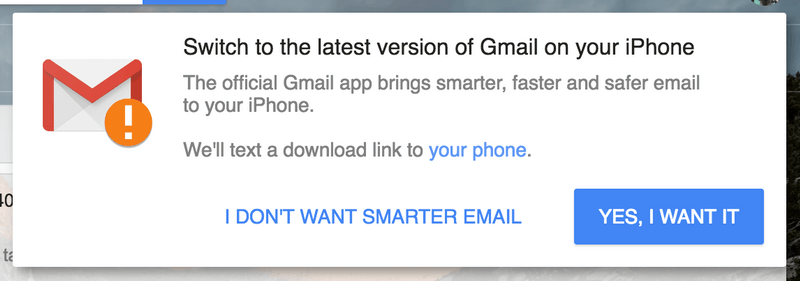 Switch to the latest version of Gmail on your iPhone
The official Gmail app brings smarter, faster and safer email
to your iPhone.
We'll text a download link to your phone.
I DON'T WANT SMARTER EMAIL
YES, I WANT IT